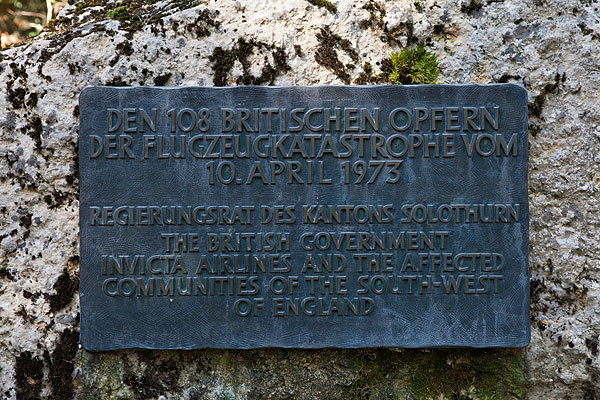 DEN 108 BRITISCHEN OPFERN
DER FLUGZEUGKATASTROPHE VOM
10. APRIL 1973
REGIERUNGSRAT DES KANTONS SOLOTHURN
THE BRITISH GOVERNMENT
INVICTA AIRLINES AND THE AFFECTED
COMMUNITIES OF THE SOUTH-WEST
OF ENGLAND